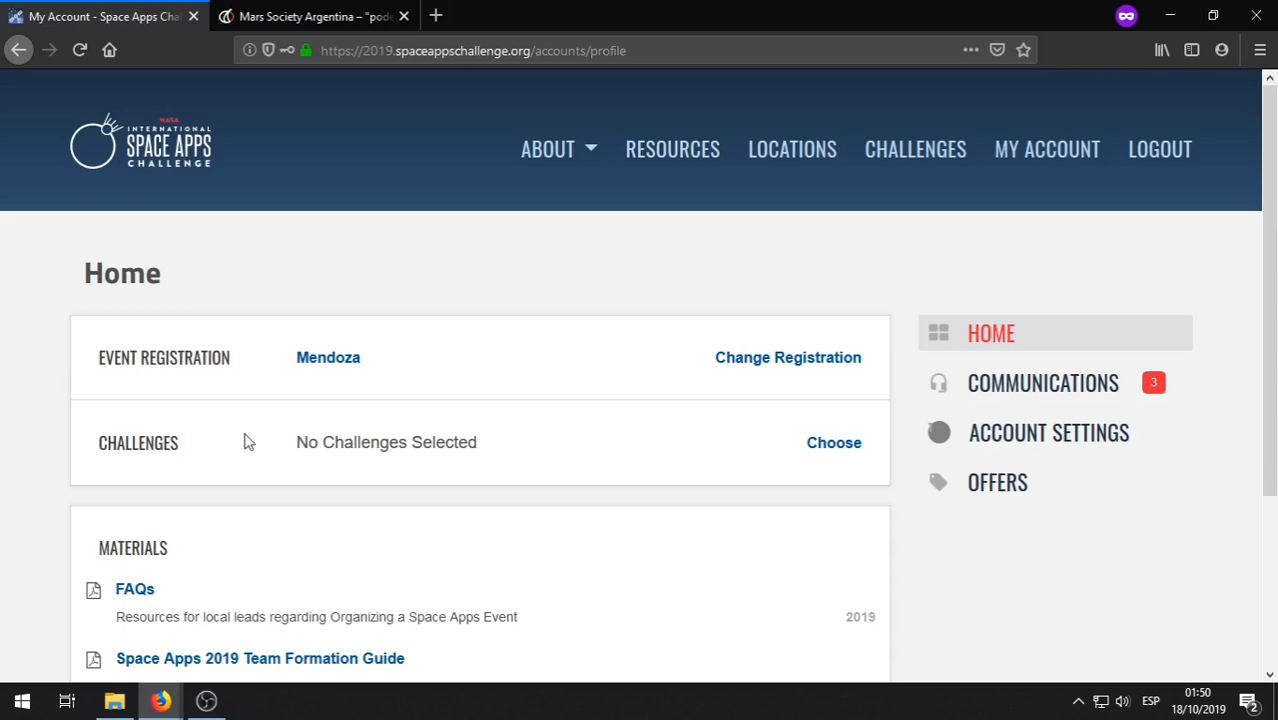 My Account - Space Apps Chal
Mars Society Argentina – "pode
https://2019.spaceappschallenge.org/accounts/profile
NASA
INTERNATIONAL
SPACE APPS
CHALLENGE
ABOUT
RESOURCES
LOCATIONS
CHALLENGES
MY ACCOUNT
LOGOUT
Home
EVENT REGISTRATION
Mendoza
Change Registration
CHALLENGES
No Challenges Selected
Choose
HOME
COMMUNICATIONS
3
ACCOUNT SETTINGS
OFFERS
MATERIALS
FAQs
Resources for local leads regarding Organizing a Space Apps Event
2019
Space Apps 2019 Team Formation Guide
ESP
01:50
18/10/2019
2